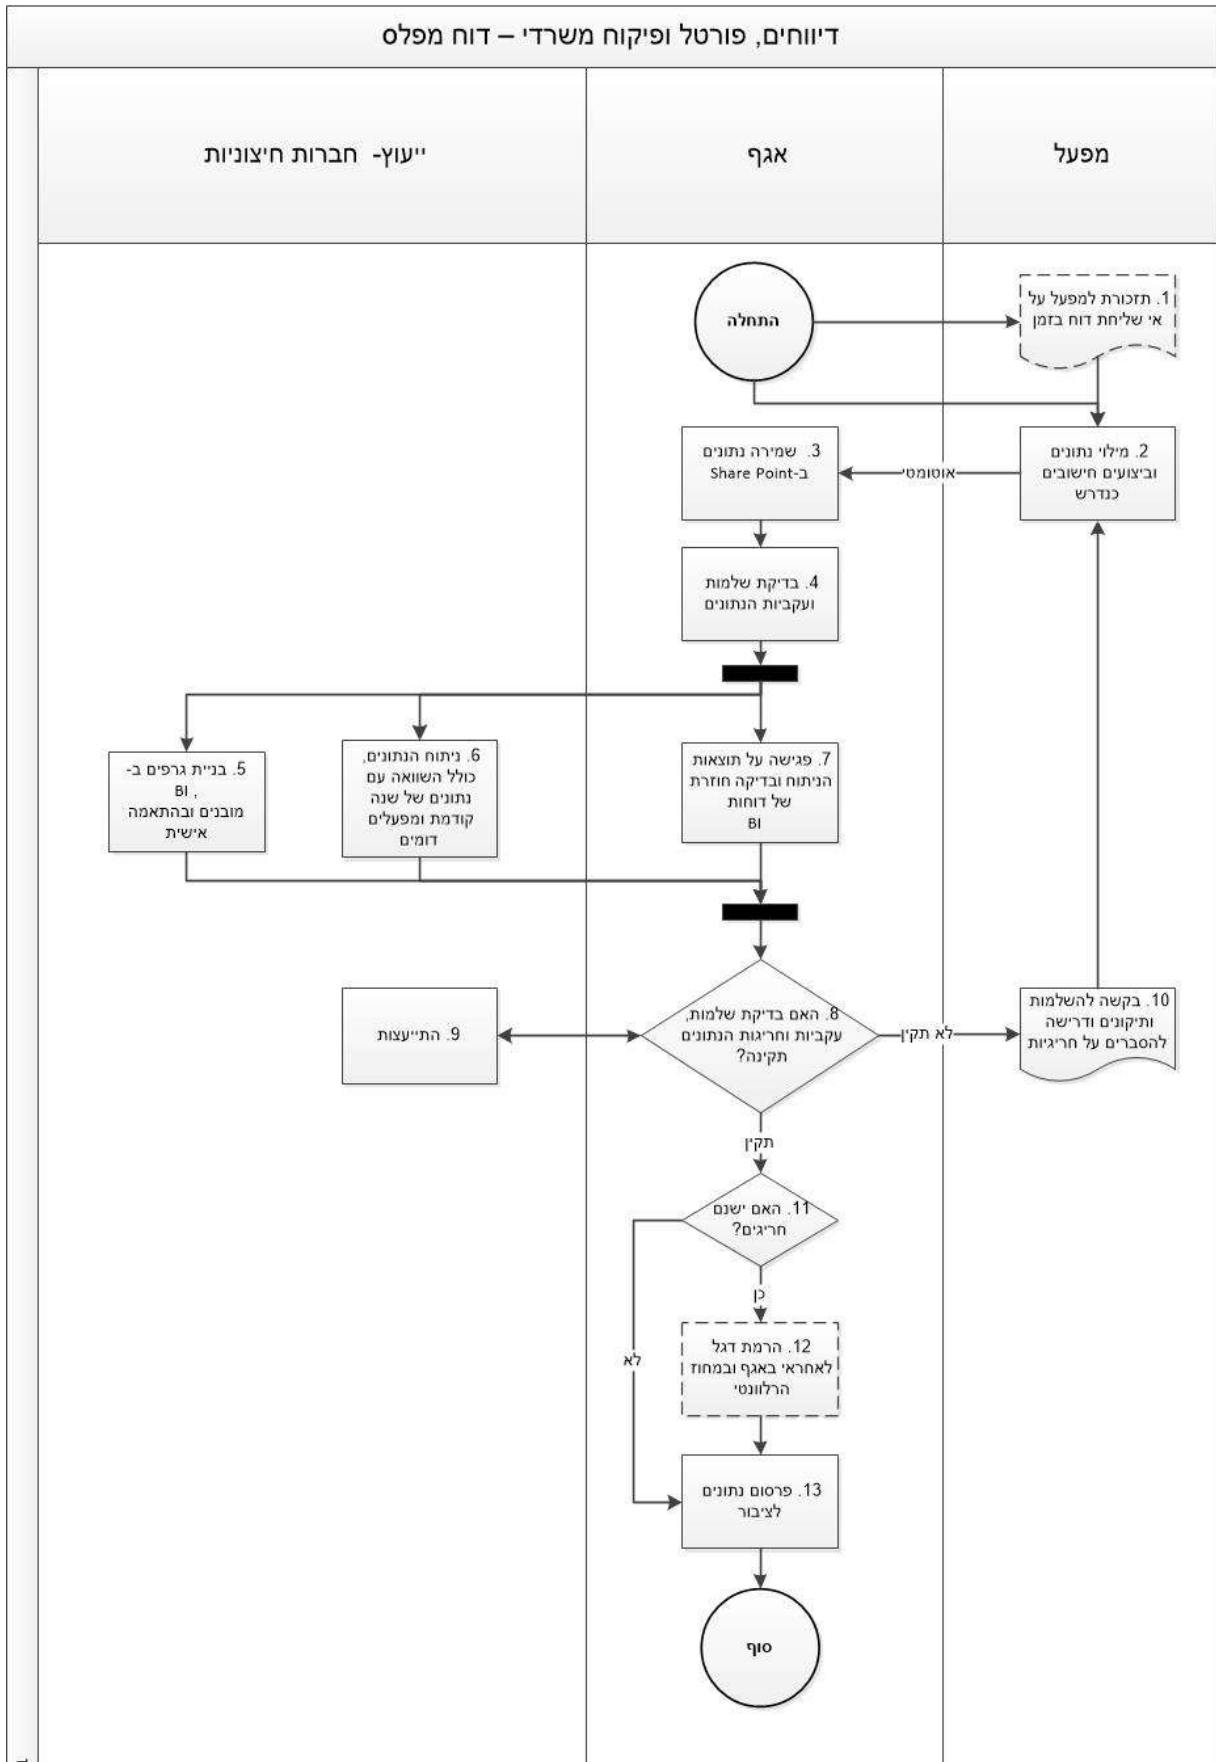 דיווחים, פורטל ופיקוח משרדי – דוח מפלס
מפעל
אגף
ייעוץ- חברות חיצוניות
התחלה
1. תזכורת למפעל על
אי שליחת דוח בזמן
2. מילוי נתונים
וביצועים חישובים
כנדרש
אוטומטי
3. שמירה נתונים
ב-Share Point
4. בדיקת שלמות
ועקביות הנתונים
7. פגישה על תוצאות
הניתוח ובדיקה חוזרת
של דוחות
BI
6. ניתוח הנתונים,
כולל השוואה עם
נתונים של שנה
קודמת ומפעלים
דומים
5. בניית גרפים ב-
BI ,
מובנים ובהתאמה
אישית
8. האם בדיקת שלמות,
עקביות וחריגות הנתונים
תקינה?
9. התייעצות
לא תקין
10. בקשה להשלמות
ותיקונים ודרישה
להסברים על חריגיות
תקין
11. האם ישנם
חריגים?
כן
לא
12. הרמת דגל
לאחראי באגף ובמחוז
הרלוונטי
13. פרסום נתונים
לציבור
סוף